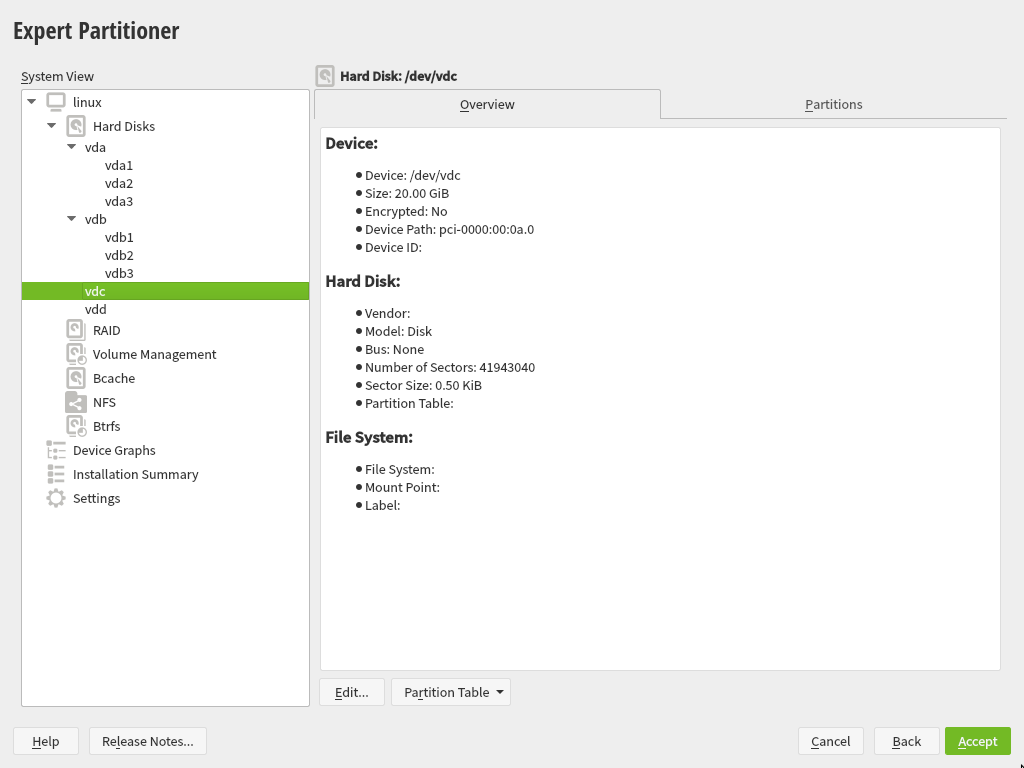 Expert Partitioner
System View
linux
Hard Disks
vda
vda1
vda2
vda3
vdb
vdb1
vdb2
vdb3
vdc
vdd
RAID
Volume Management
Bcache
NFS
Btrfs
Device Graphs
Installation Summary
Settings
Hard Disk: /dev/vdc
Overview
Partitions
Device:
Device: /dev/vdc
Size: 20.00 GiB
Encrypted: No
Device Path: pci-0000:00:0a.0
Device ID:
Hard Disk:
Vendor:
Model: Disk
Bus: None
Number of Sectors: 41943040
Sector Size: 0.50 KiB
Partition Table:
File System:
File System:
Mount Point:
Label:
Edit...
Partition Table
Help
Release Notes...
Cancel
Back
Accept